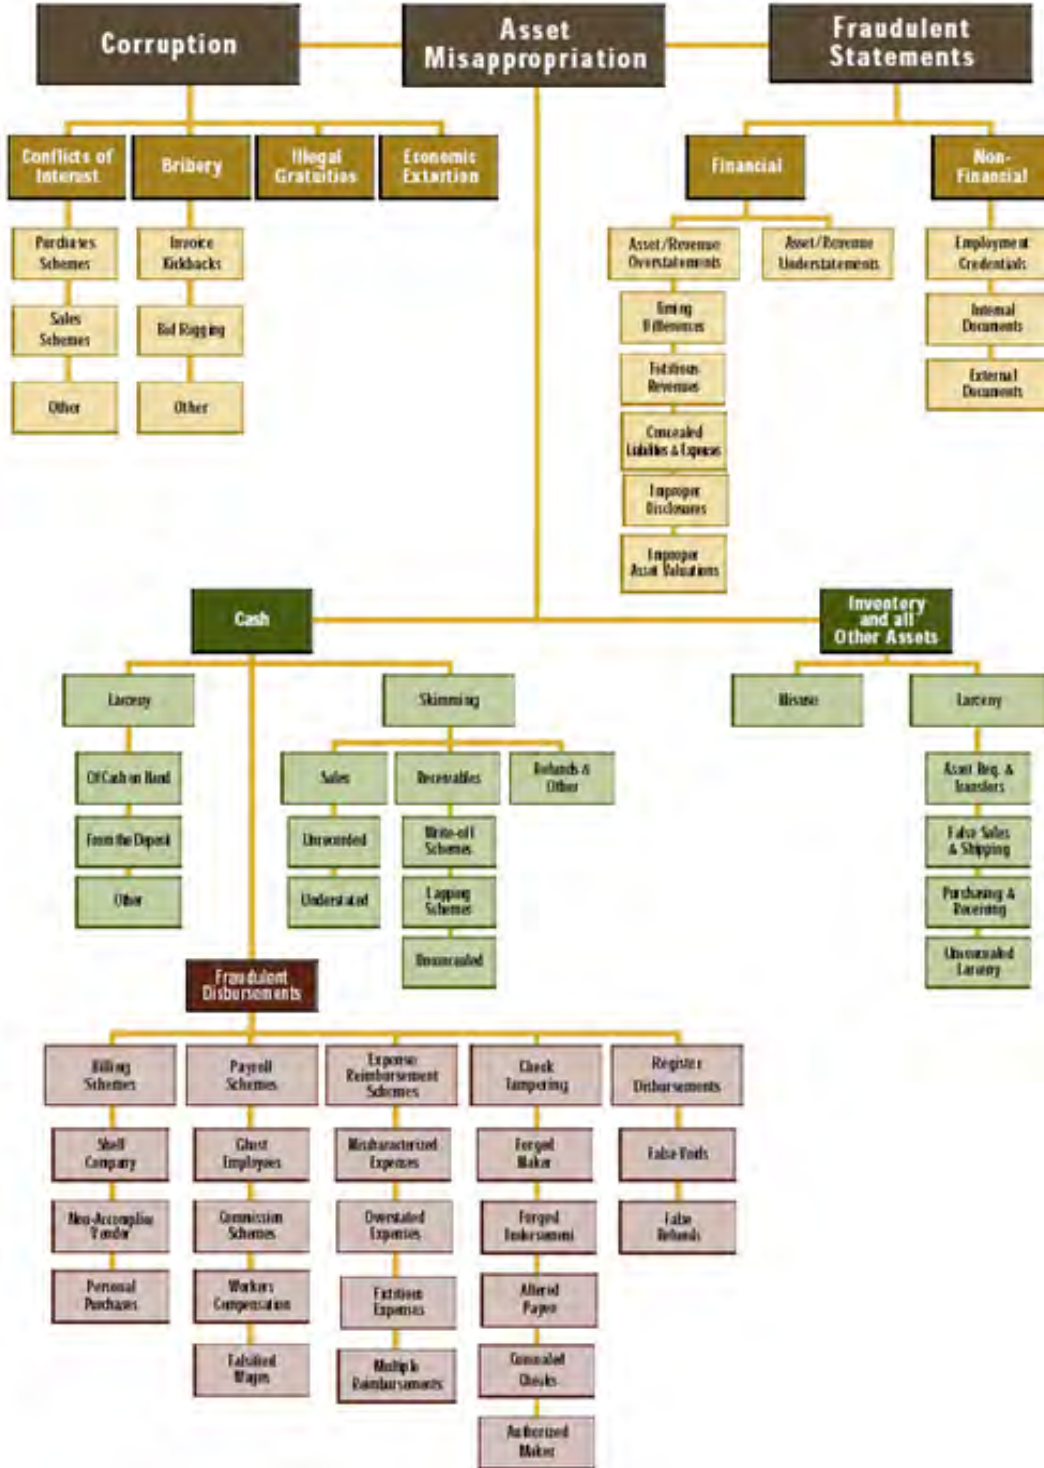 Corruption
Asset
Misappropriation
Fraudulent
Statements
Conflicts of
Interest
Bribery
Illegal
Gratuities
Economic
Extortion
Financial
Non-
Financial
Purchases
Schemes
Invoice
Kickbacks
Asset/Revenue
Overstatements
Asset/Revenue
Understatements
Employment
Credentials
Sales
Schemes
Bid Rigging
Timing
Differences
Internal
Documents
Other
Other
Fictitious
Revenues
External
Documents
Concealed
Liabilities & Expenses
Improper
Disclosures
Improper
Asset Valuations
Cash
Inventory
and all
Other Assets
Larceny
Skimming
Misuse
Larceny
Of Cash on Hand
Sales
Receivables
Refunds &
Other
Asset Req. &
Transfers
From the Deposit
Unrecorded
Write-off
Schemes
False Sales
& Shipping
Other
Understated
Lapping
Schemes
Purchasing &
Receiving
Unconcealed
Unconcealed
Larceny
Fraudulent
Disbursements
Billing
Schemes
Payroll
Schemes
Expense
Reimbursement
Schemes
Check
Tampering
Register
Disbursements
Shell
Company
Ghost
Employees
Mischaracterized
Expenses
Forged
Maker
False Voids
Non-Accomplice
Vendor
Commission
Schemes
Overstated
Expenses
Forged
Endorsement
False
Refunds
Personal
Purchases
Workers
Compensation
Fictitious
Expenses
Altered
Payee
Falsified
Wages
Multiple
Reimbursements
Concealed
Checks
Authorized
Maker